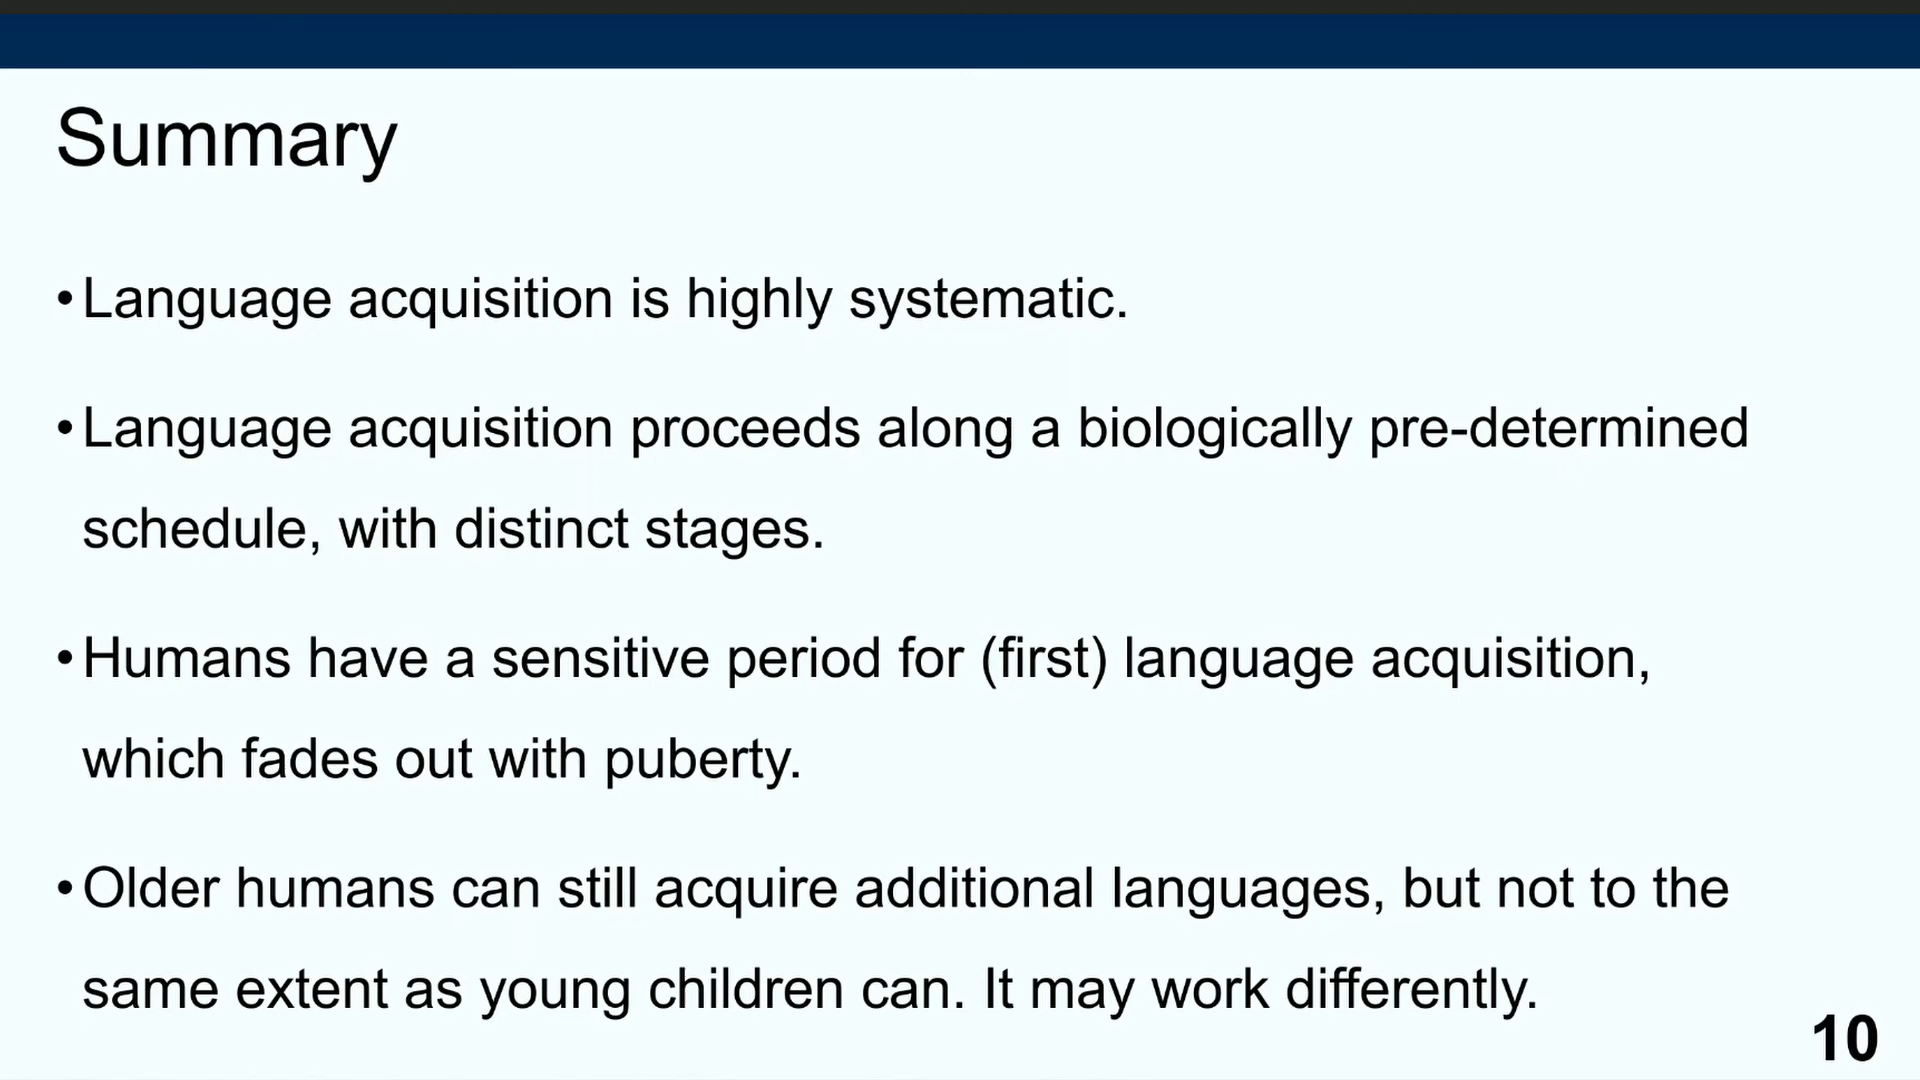 Summary
•Language acquisition is highly systematic.
•Language acquisition proceeds along a biologically pre-determined
schedule, with distinct stages.
•Humans have a sensitive period for (first) language acquisition,
which fades out with puberty.
•Older humans can still acquire additional languages, but not to the
same extent as young children can. It may work differently.
10